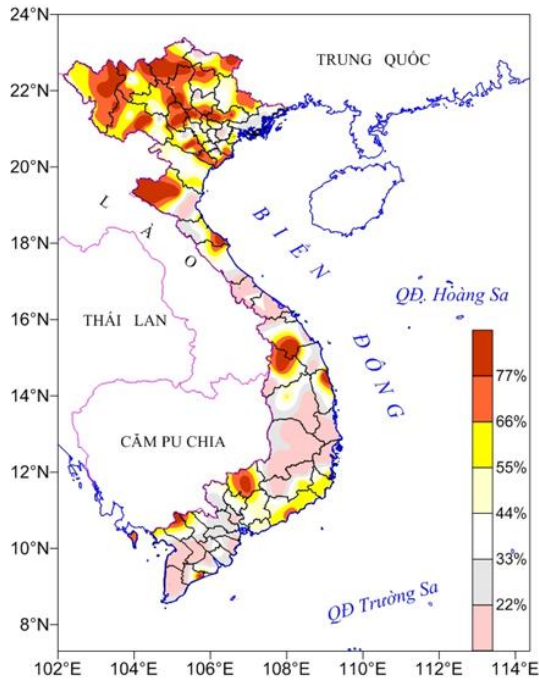 24°N
22°N
20°N
18°N
16°N
14°N
12°N
10°N
8°N
TRUNG QUỐC
LÀO
BIỂN ĐÔNG
QĐ. Hoàng Sa
THÁI LAN
CĂM PU CHIA
QĐ Trường Sa
77%
66%
55%
44%
33%
22%
102°E 104°E 106°E 108°E 110°E 112°E 114°E